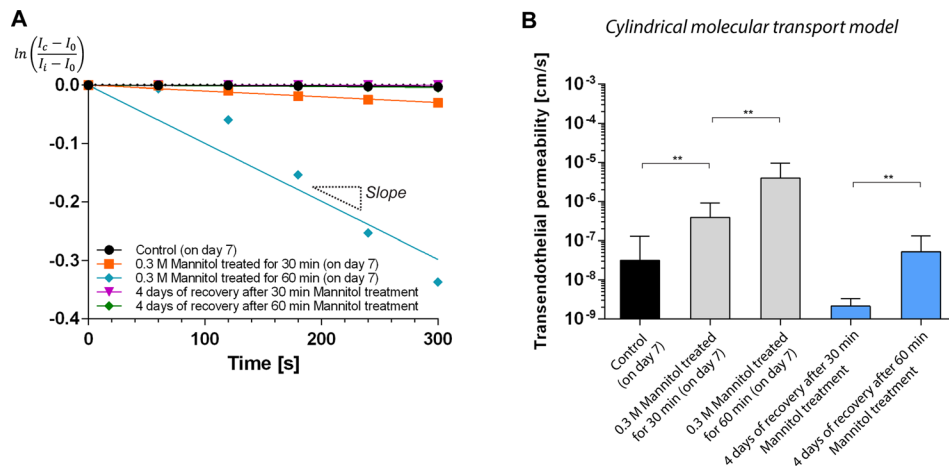 A
ln(I_c − I_0 / I_i − I_0)
0.0
-0.1
-0.2
-0.3
-0.4
0
100
200
300
Time [s]
Slope
Control (on day 7)
0.3 M Mannitol treated for 30 min (on day 7)
0.3 M Mannitol treated for 60 min (on day 7)
4 days of recovery after 30 min Mannitol treatment
4 days of recovery after 60 min Mannitol treatment
B
Cylindrical molecular transport model
Transendothelial permeability [cm/s]
10⁻³
10⁻⁴
10⁻⁵
10⁻⁶
10⁻⁷
10⁻⁸
10⁻⁹
**
**
**
Control
(on day 7)
0.3 M Mannitol treated
for 30 min (on day 7)
0.3 M Mannitol treated
for 60 min (on day 7)
4 days of recovery after 30 min
Mannitol treatment
4 days of recovery after 60 min
Mannitol treatment